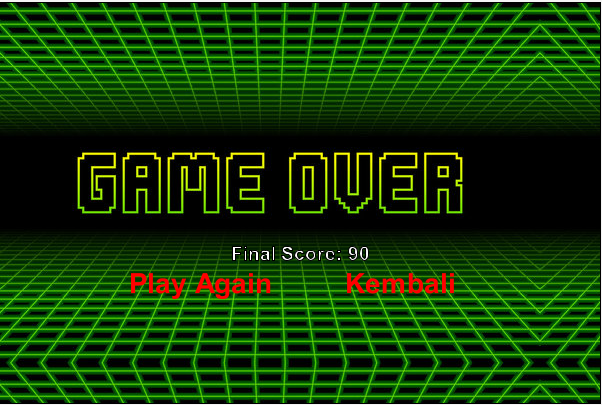 GAME OVER
Final Score: 90
Play Again Kembali